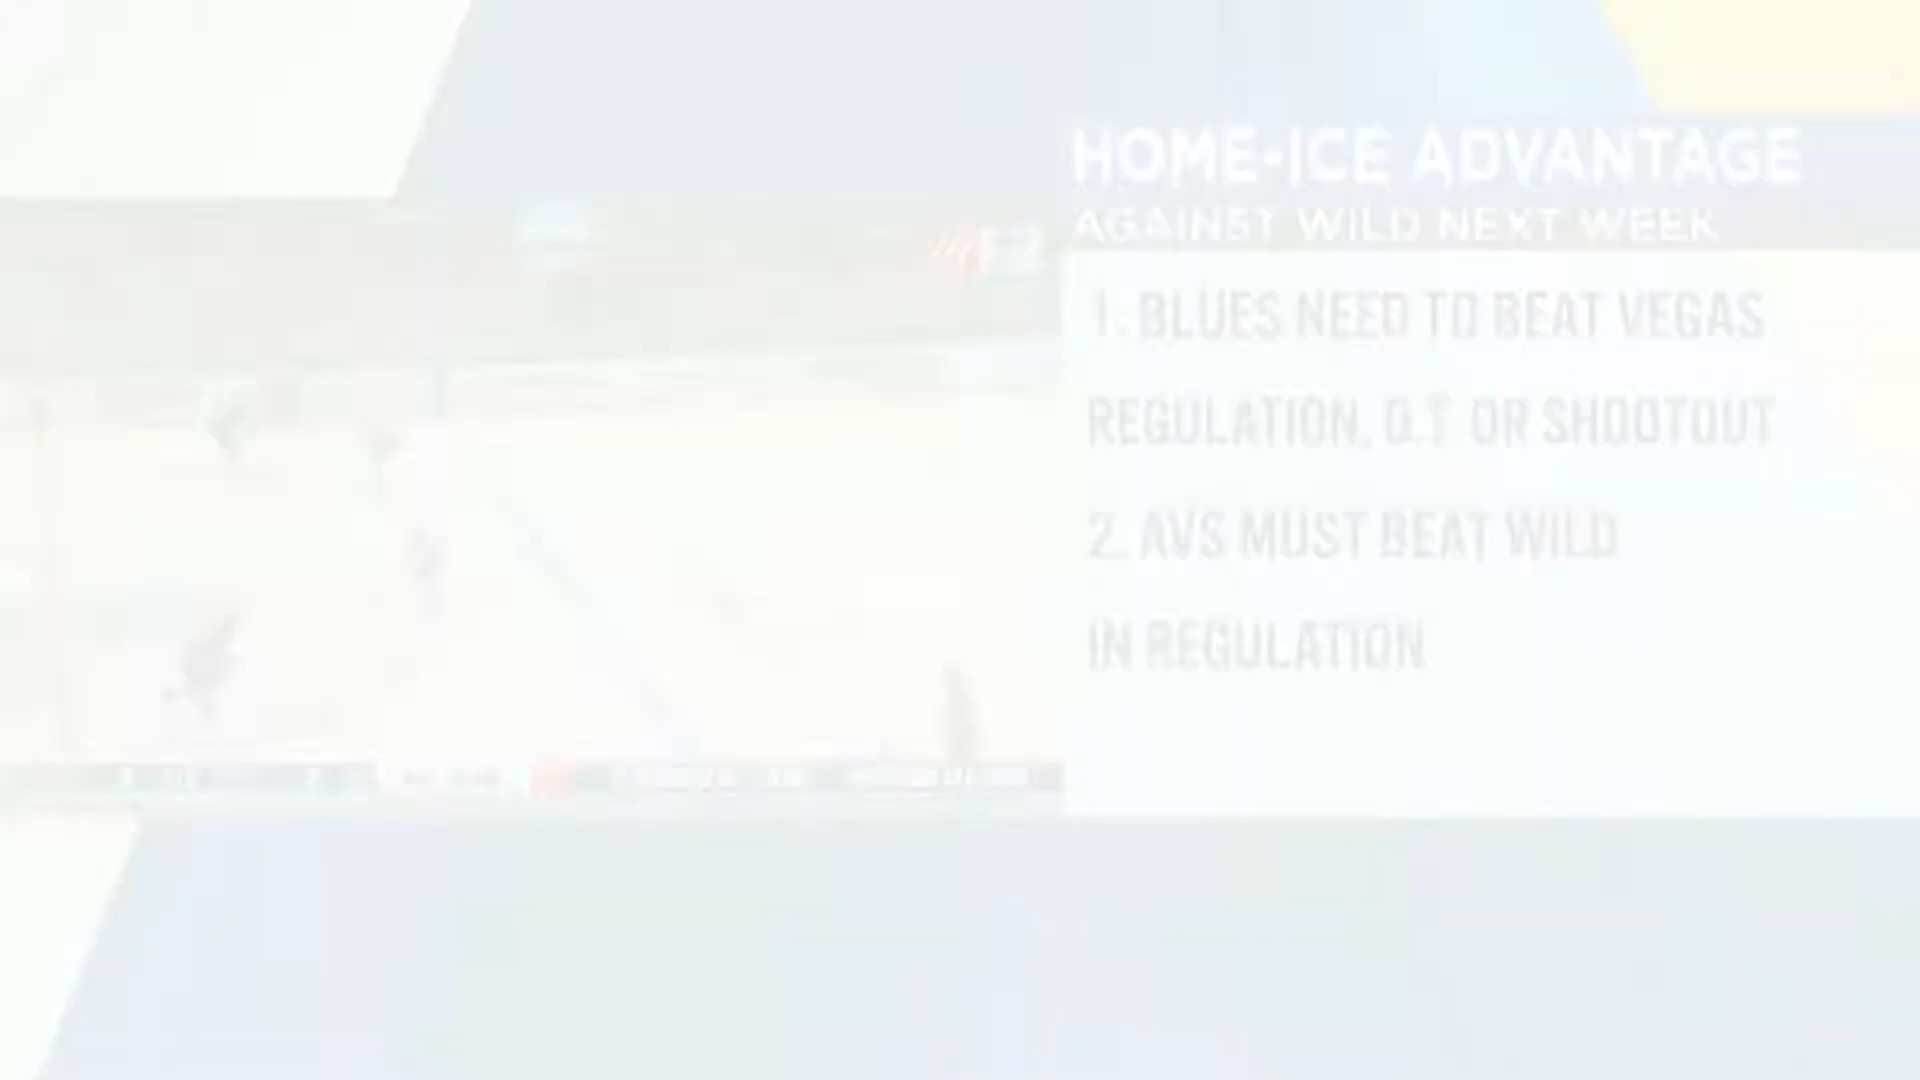 HOME-ICE ADVANTAGE
AGAINST WILD NEXT WEEK
1. BLUES NEED TO BEAT VEGAS
REGULATION, O.T OR SHOOTOUT
2. AVS MUST BEAT WILD
IN REGULATION